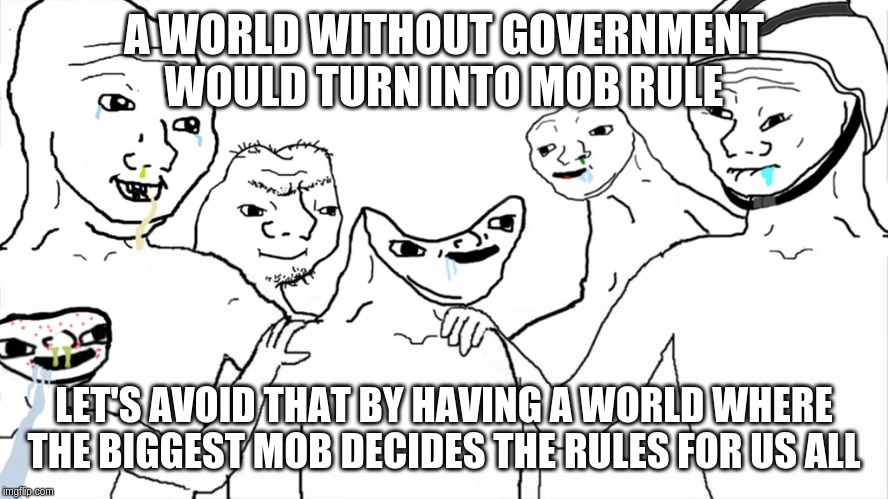 A WORLD WITHOUT GOVERNMENT
WOULD TURN INTO MOB RULE
LET'S AVOID THAT BY HAVING A WORLD WHERE
THE BIGGEST MOB DECIDES THE RULES FOR US ALL
imgflip.com